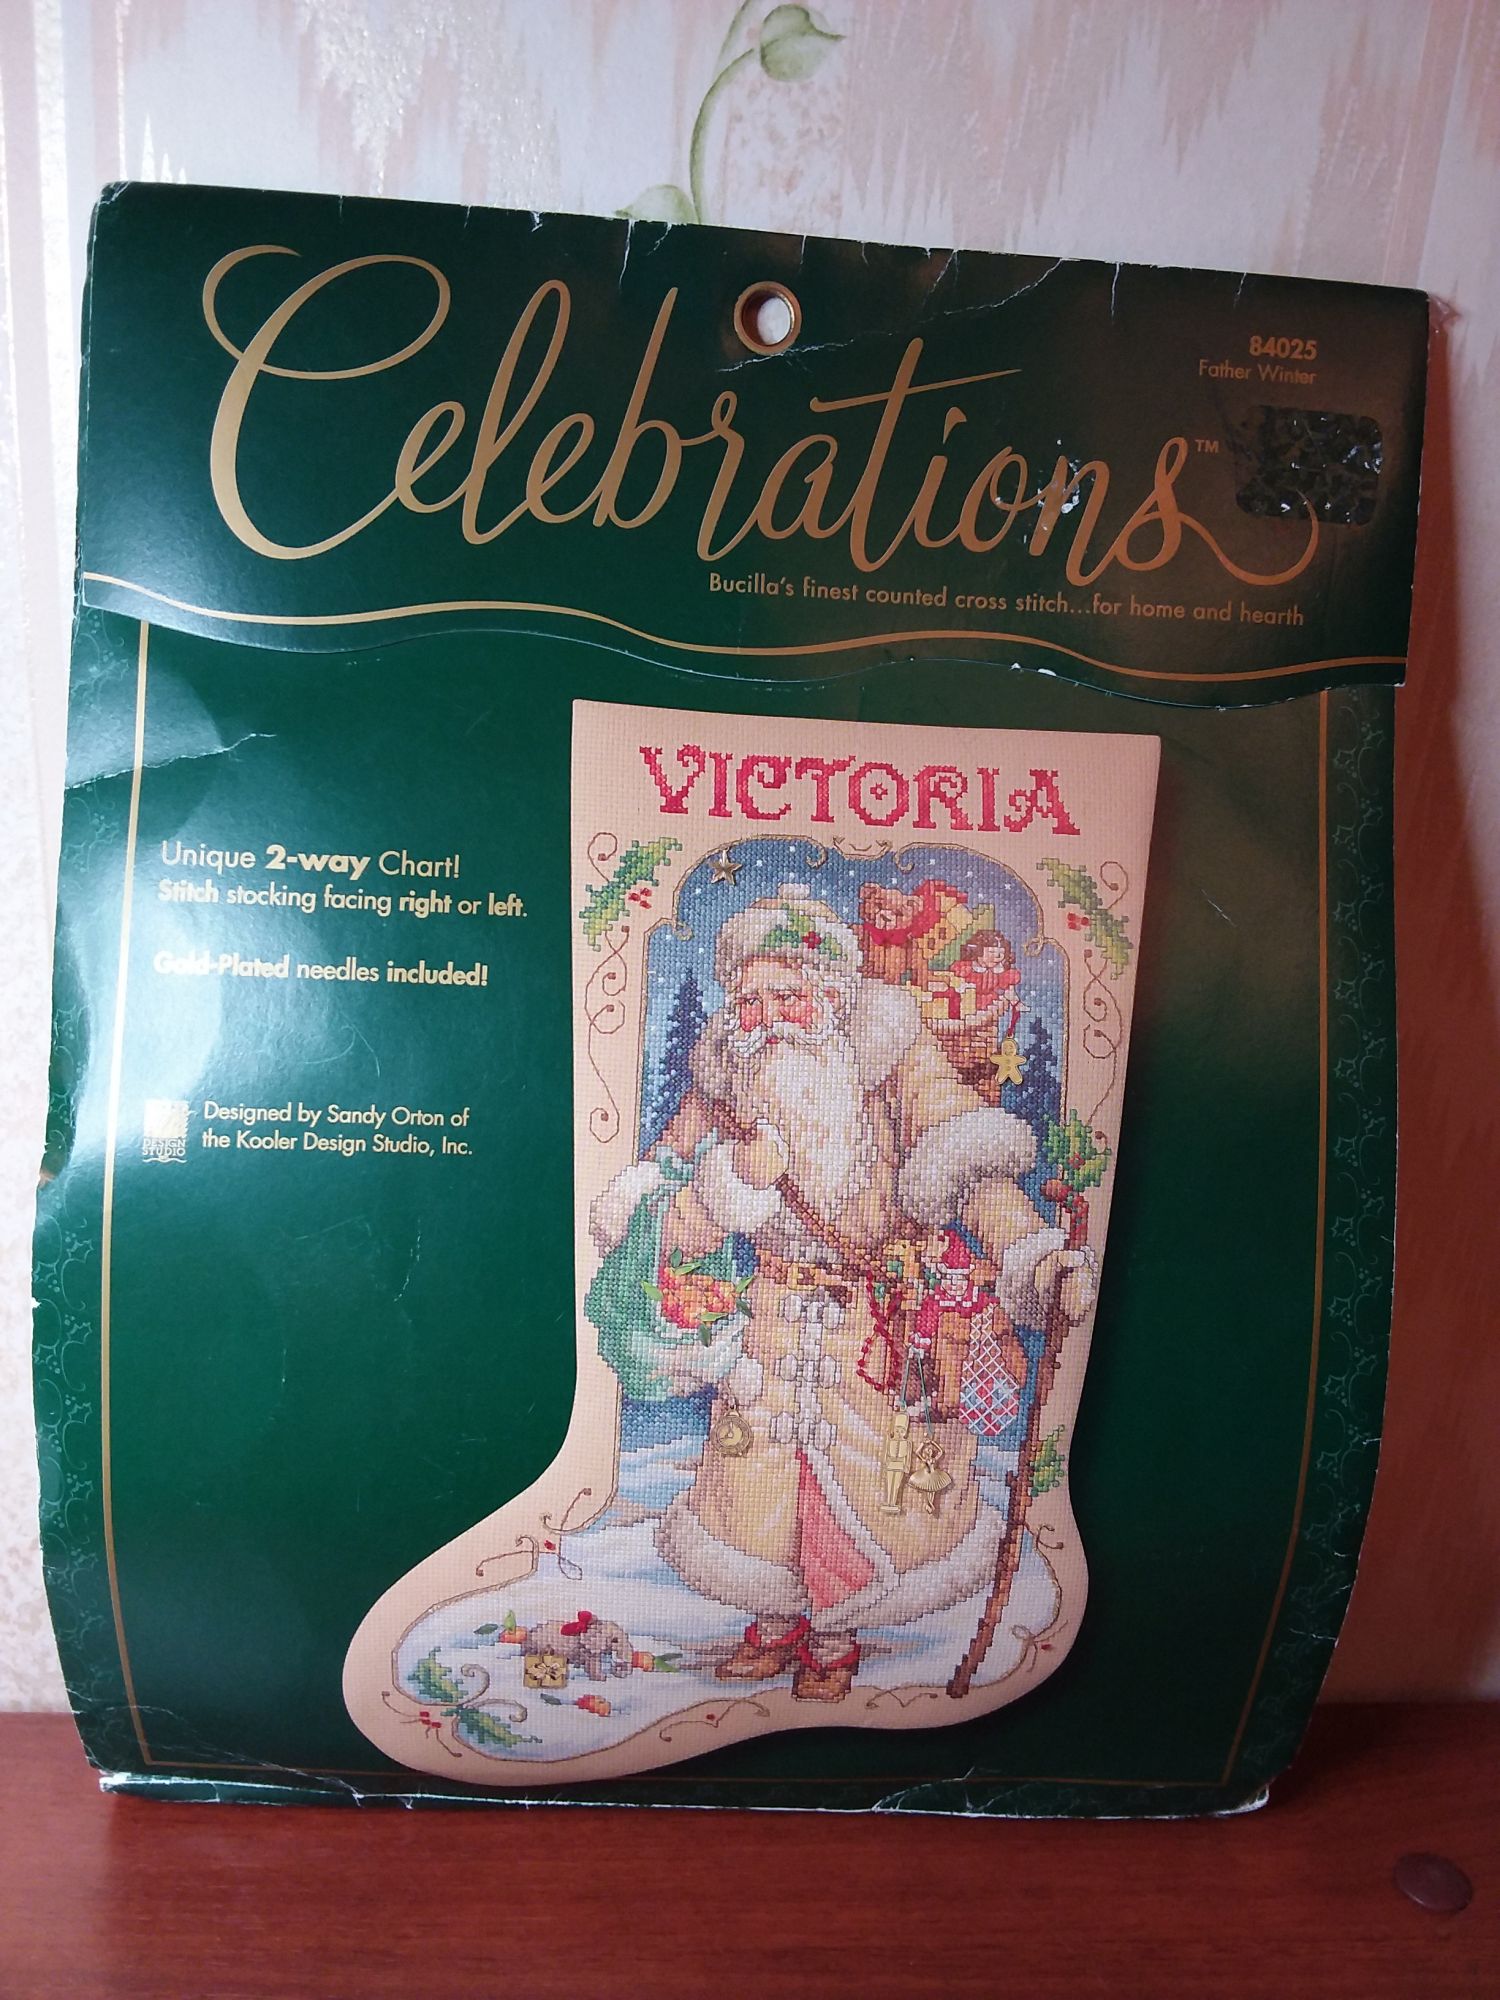 Celebrations™
84025
Father Winter
Bucilla's finest counted cross stitch...for home and hearth
VICTORIA
Unique 2-way Chart!
Stitch stocking facing right or left.
Gold-Plated needles included!
DESIGN
STUDIO
Designed by Sandy Orton of
the Kooler Design Studio, Inc.